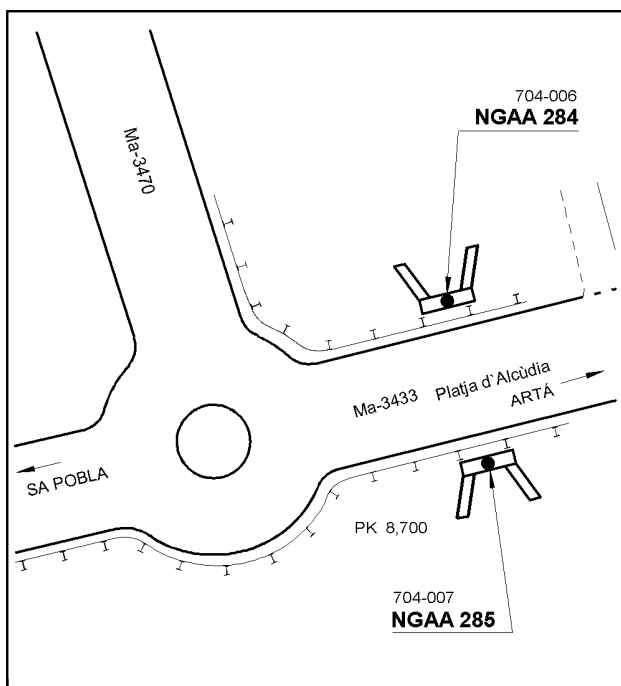 704-006
NGAA 284
Ma-3470
Ma-3433 Platja d`Alcùdia
ARTÁ
SA POBLA
PK 8,700
704-007
NGAA 285